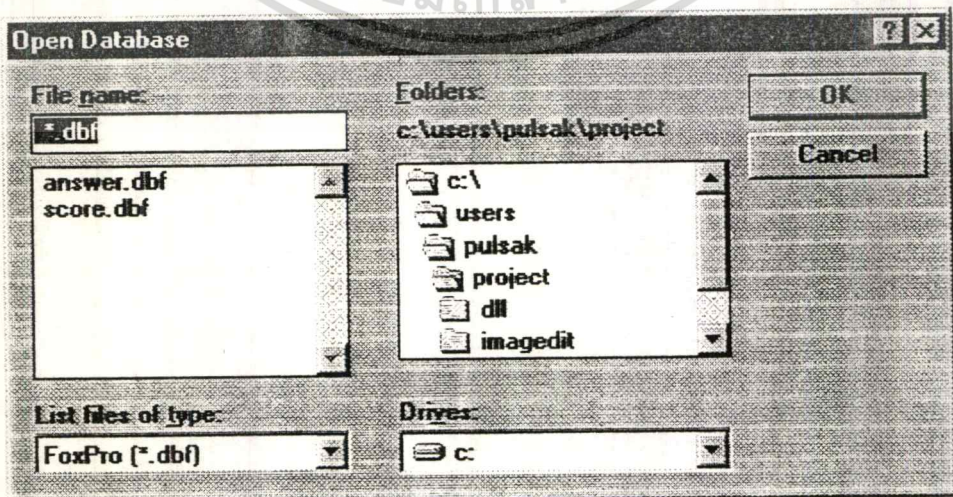 Open Database
File name:
*.dbf
answer.dbf
score.dbf
List files of type:
FoxPro (*.dbf)
Folders:
c:\users\pulsak\project
c:\
users
pulsak
project
dll
imagedit
Drives:
c:
OK
Cancel